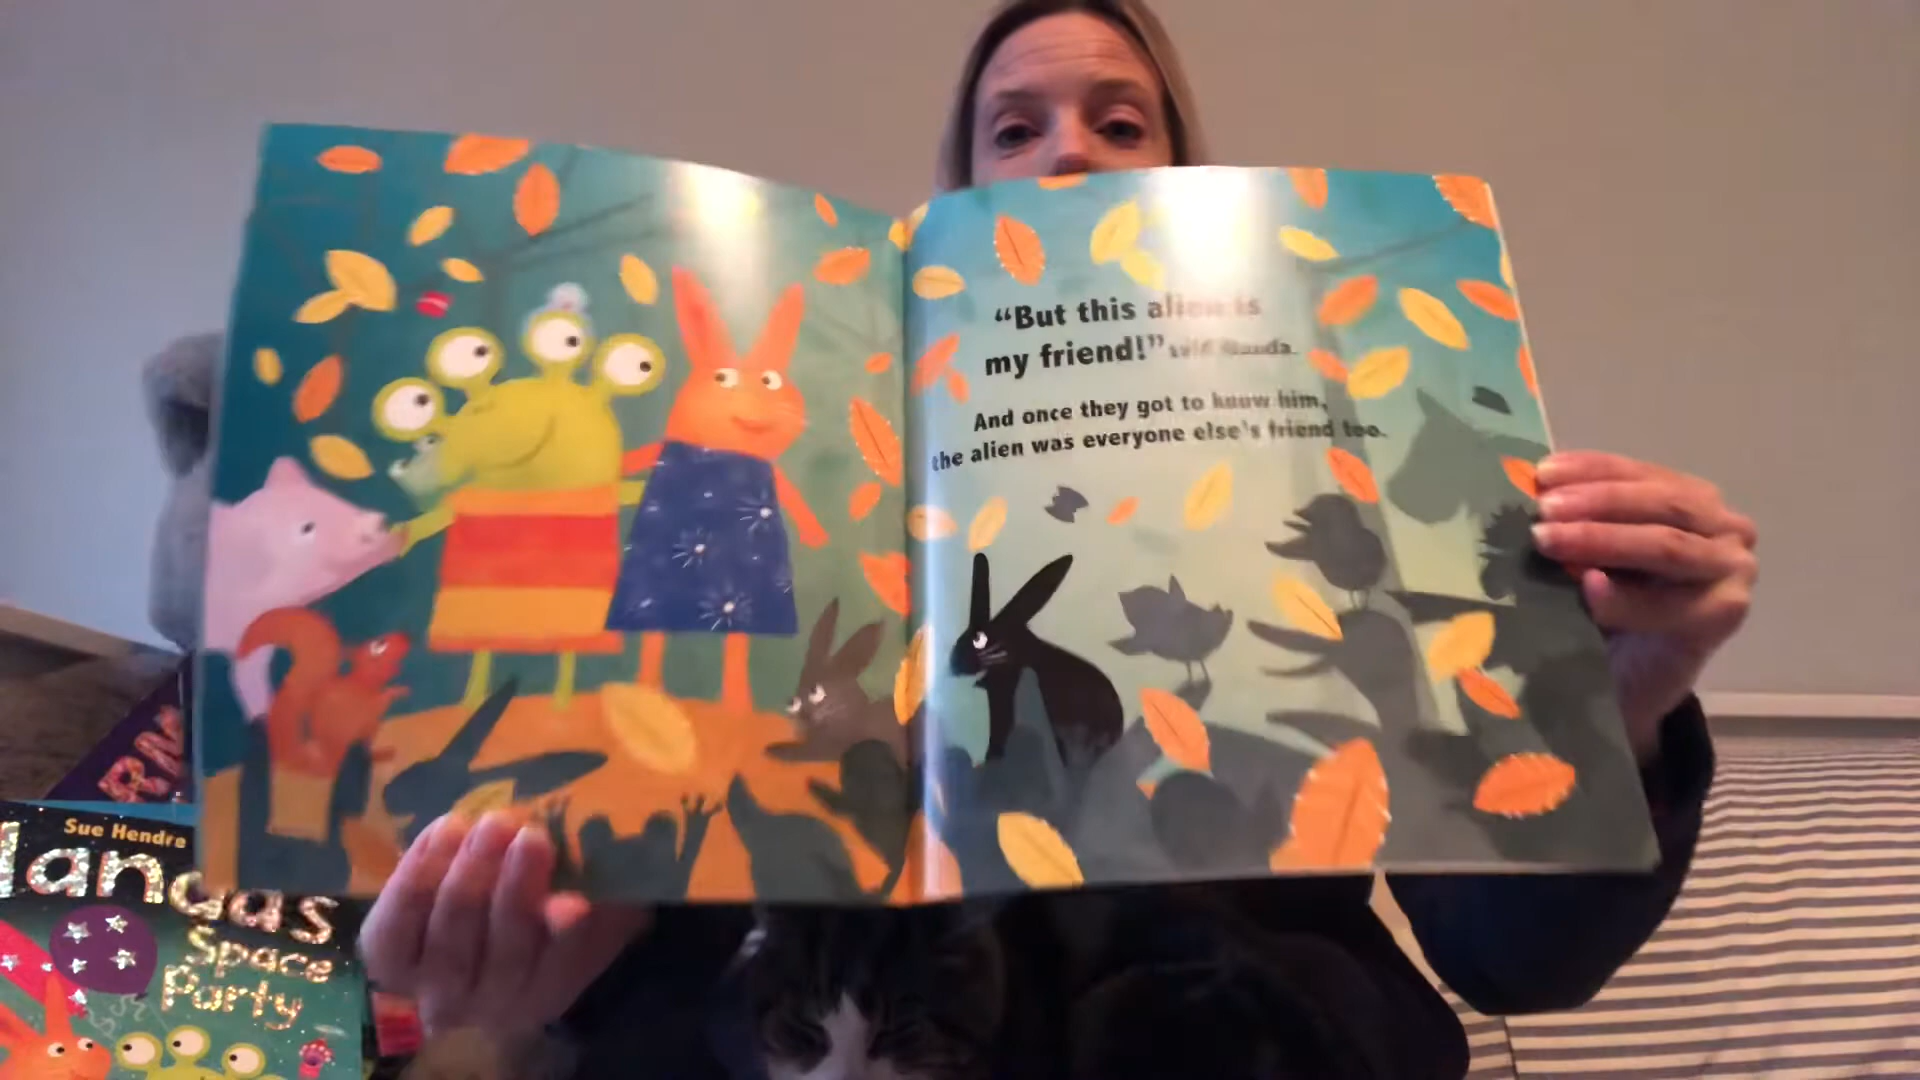 “But this alien is
my friend!” said Nanda.
And once they got to know him,
the alien was everyone else's friend too.
Sue Hendra
Space
Party